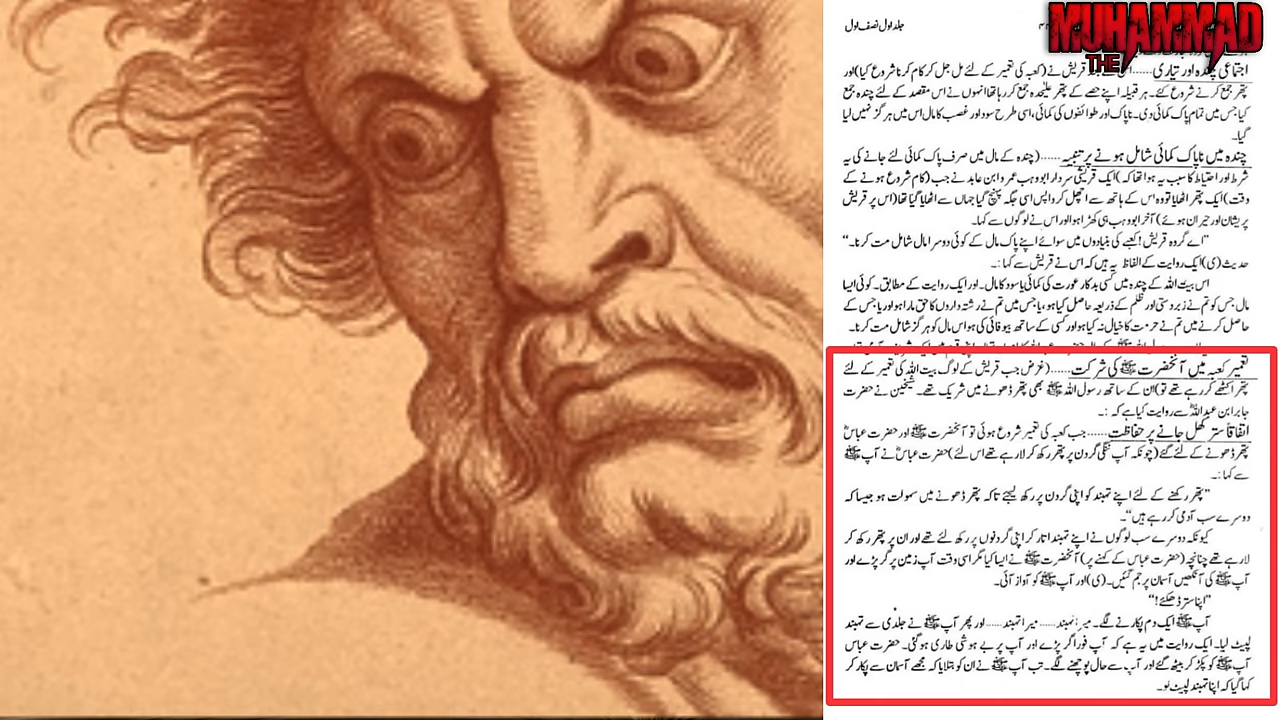 MUHAMMAD
THE
جلد اول نصف اول
اجتماعی چندہ اور تیاری...... قریش نے (کعبہ کی تعمیر کے لئے مل جل کر کام کرنا شروع کیا) اور
پتھر جمع کرنے شروع کئے۔ ہر قبیلہ اپنے حصے کے پتھر علیٰحدہ جمع کر رہا تھا انہوں نے اس مقصد کے لئے چندہ جمع
کیا جس میں تمام پاک کمائی دی۔ ناپاک اور طوائفوں کی کمائی، اسی طرح سود اور غصب کا مال اس میں ہرگز نہیں لیا
گیا۔
چندہ میں ناپاک کمائی شامل ہونے پر تنبیہ...... (چندہ کے مال میں صرف پاک کمائی لئے جانے کی یہ
شرط اور احتیاط کا سبب یہ ہوا تھا کہ) ایک قریشی سردار ابو وہب عمرو ابن عابد نے جب (کام شروع ہونے کے
وقت) ایک پتھر اٹھایا تو وہ اس کے ہاتھ سے اچھل کر واپس اسی جگہ پہنچ گیا جہاں سے اٹھایا گیا تھا (اس پر قریش
پریشان اور حیران ہوئے) آخر ابو وہب ہی کھڑا ہوا اور اس نے لوگوں سے کہا۔
"اے گروہ قریش! کعبے کی بنیادوں میں سوائے اپنے پاک مال کے کوئی دوسرا مال شامل مت کرنا۔"
حدیث (ی) ایک روایت کے الفاظ یہ ہیں کہ اس نے قریش سے کہا:۔
اس بیت اللہ کے چندہ میں کسی بدکار عورت کی کمائی یا سود کا مال۔ اور ایک روایت کے مطابق۔ کوئی ایسا
مال جس کو تم نے زبردستی اور ظلم کے ذریعہ حاصل کیا ہو، یا جس میں تم نے رشتہ داروں کا حق مارا ہو اور یا جس کے
حاصل کرنے میں تم نے حرمت کا خیال نہ کیا ہو اور کسی کے ساتھ بیوفائی کی ہو اس مال کو ہرگز شامل مت کرنا۔
تعمیر کعبہ میں آنحضرت ﷺ کی شرکت...... (غرض جب قریش کے لوگ بیت اللہ کی تعمیر کے لئے
پتھر اکٹھے کر رہے تھے تو) ان کے ساتھ رسول اللہ ﷺ بھی پتھر ڈھونے میں شریک تھے۔ شیخین نے حضرت
جابر ابن عبداللہؓ سے روایت کیا ہے کہ:۔
اتفاقاً ستر کھل جانے پر حفاظت...... جب کعبہ کی تعمیر شروع ہوئی تو آنحضرت ﷺ اور حضرت عباسؓ
پتھر ڈھونے کے لئے گئے (چونکہ آپ ننگی گردن پر پتھر رکھ کر لا رہے تھے اس لئے) حضرت عباسؓ نے آپ ﷺ
سے کہا:۔
"پتھر رکھنے کے لئے اپنے تہبند کو اپنی گردن پر رکھ لیجئے تاکہ پتھر ڈھونے میں سہولت ہو جیسا کہ
دوسرے سب آدمی کر رہے ہیں"۔
کیونکہ دوسرے سب لوگوں نے اپنے تہبند اتار کر اپنی گردنوں پر رکھ لئے تھے اور ان پر پتھر رکھ کر
لا رہے تھے چنانچہ (حضرت عباس کے کہنے پر) آنحضرت ﷺ نے ایسا کیا مگر اسی وقت آپ زمین پر گر پڑے اور
آپ ﷺ کی آنکھیں آسمان پر جم گئیں۔ (ی) اور آپ ﷺ کو آواز آئی۔
"اپنا ستر ڈھکئے!"
آپ ﷺ ایک دم پکارنے لگے۔ میرا تہبند...... میرا تہبند...... اور پھر آپ ﷺ نے جلدی سے تہبند
لپیٹ لیا۔ ایک روایت میں یہ ہے کہ آپ فوراً گر پڑے اور آپ پر بے ہوشی طاری ہو گئی۔ حضرت عباس
آپ ﷺ کو پکڑ کر بیٹھ گئے اور آپ سے حال پوچھنے لگے۔ تب آپ ﷺ نے ان کو بتلایا کہ مجھے آسمان سے پکار کر
کہا گیا کہ اپنا تہبند لپیٹ لو۔